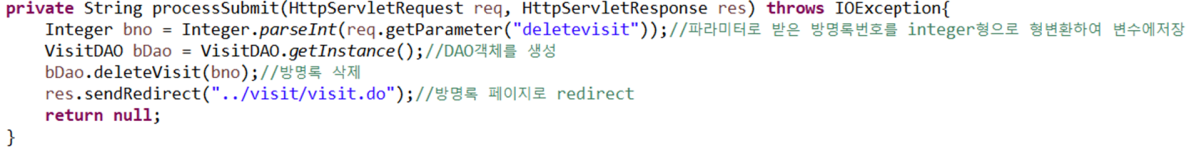 private String processSubmit(HttpServletRequest req, HttpServletResponse res) throws IOException{
Integer bno = Integer.parseInt(req.getParameter("deletevisit"));//파라미터로 받은 방명록번호를 integer형으로 형변환하여 변수에저장
VisitDAO bDao = VisitDAO.getInstance();//DAO객체를 생성
bDao.deleteVisit(bno);//방명록 삭제
res.sendRedirect("../visit/visit.do");//방명록 페이지로 redirect
return null;
}